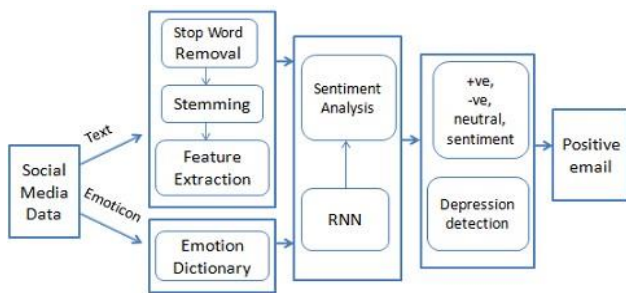 Social
Media
Data
Text
Emoticon
Stop Word
Removal
Stemming
Feature
Extraction
Emotion
Dictionary
Sentiment
Analysis
RNN
+ve,
-ve,
neutral,
sentiment
Depression
detection
Positive
email